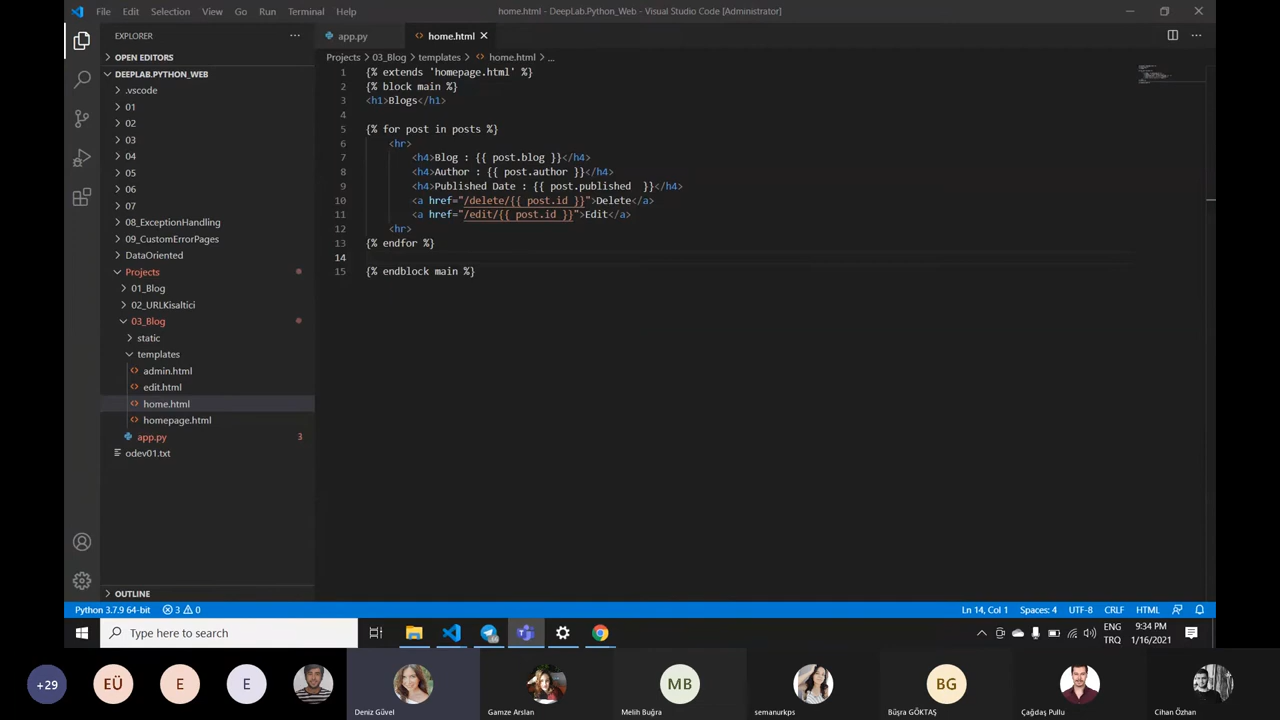 File Edit Selection View Go Run Terminal Help
home.html - DeepLab.Python_Web - Visual Studio Code [Administrator]
EXPLORER
OPEN EDITORS
DEEPLAB.PYTHON_WEB
.vscode
01
02
03
04
05
06
07
08_ExceptionHandling
09_CustomErrorPages
DataOriented
Projects
01_Blog
02_URLKisaltici
03_Blog
static
templates
admin.html
edit.html
home.html
homepage.html
app.py 3
odev01.txt
OUTLINE
app.py home.html
Projects > 03_Blog > templates > home.html > ...
1 {% extends 'homepage.html' %}
2 {% block main %}
3 <h1>Blogs</h1>
4
5 {% for post in posts %}
6 <hr>
7 <h4>Blog : {{ post.blog }}</h4>
8 <h4>Author : {{ post.author }}</h4>
9 <h4>Published Date : {{ post.published  }}</h4>
10 <a href="/delete/{{ post.id }}">Delete</a>
11 <a href="/edit/{{ post.id }}">Edit</a>
12 <hr>
13 {% endfor %}
14
15 {% endblock main %}
Python 3.7.9 64-bit 3 0 Ln 14, Col 1 Spaces: 4 UTF-8 CRLF HTML
Type here to search
ENG
TRQ
9:34 PM
1/16/2021
+29 EÜ E E MB BG
Deniz Güvel Gamze Arslan Melih Buğra semanurkps Büşra GÖKTAŞ Çağdaş Pullu Cihan Özhan